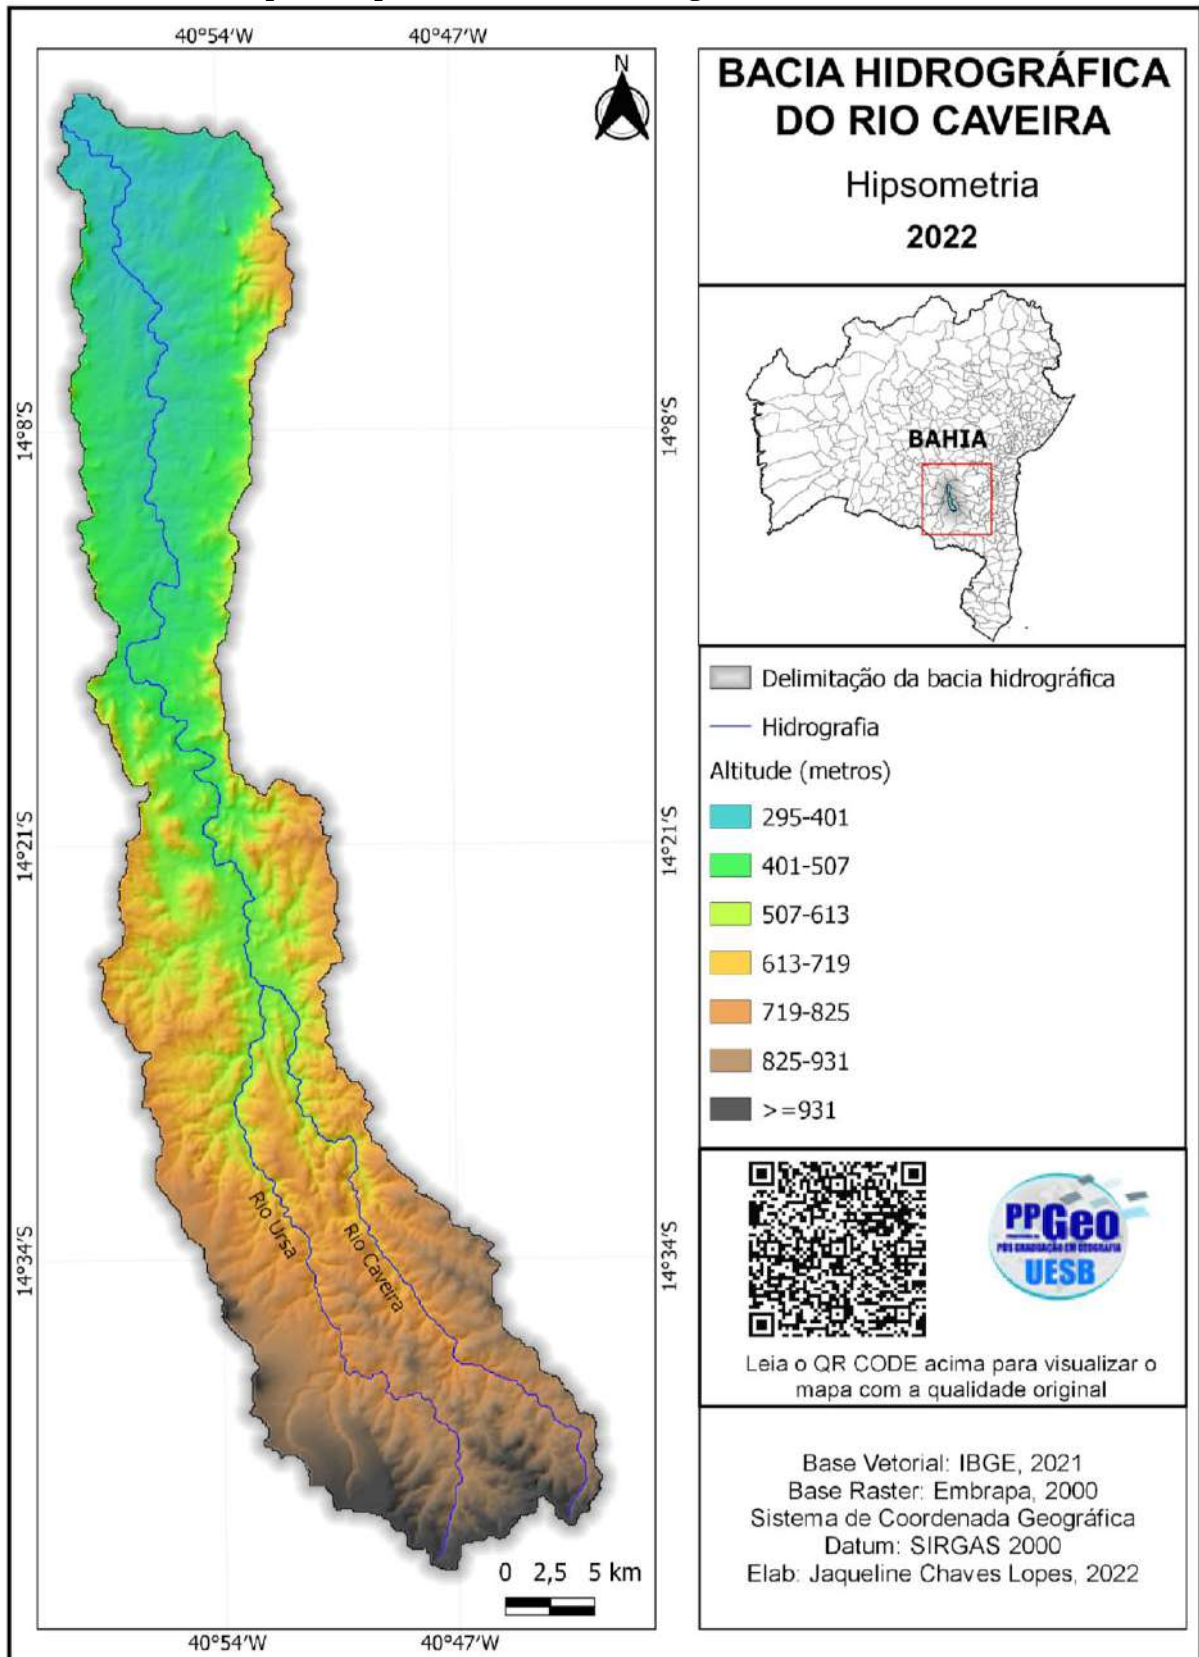 40°54'W
40°47'W
N
14°8'S
14°8'S
14°21'S
14°21'S
14°34'S
14°34'S
Rio Ursa
Rio Caveira
0 2,5 5 km
40°54'W
40°47'W
BACIA HIDROGRÁFICA
DO RIO CAVEIRA
Hipsometria
2022
BAHIA
Delimitação da bacia hidrográfica
Hidrografia
Altitude (metros)
295-401
401-507
507-613
613-719
719-825
825-931
>=931
PPGeo
PÓS GRADUAÇÃO EM GEOGRAFIA
UESB
Leia o QR CODE acima para visualizar o
mapa com a qualidade original
Base Vetorial: IBGE, 2021
Base Raster: Embrapa, 2000
Sistema de Coordenada Geográfica
Datum: SIRGAS 2000
Elab: Jaqueline Chaves Lopes, 2022